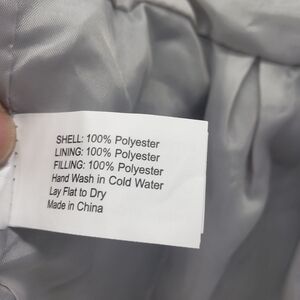 SHELL: 100% Polyester
LINING: 100% Polyester
FILLING: 100% Polyester
Hand Wash in Cold Water
Lay Flat to Dry
Made in China